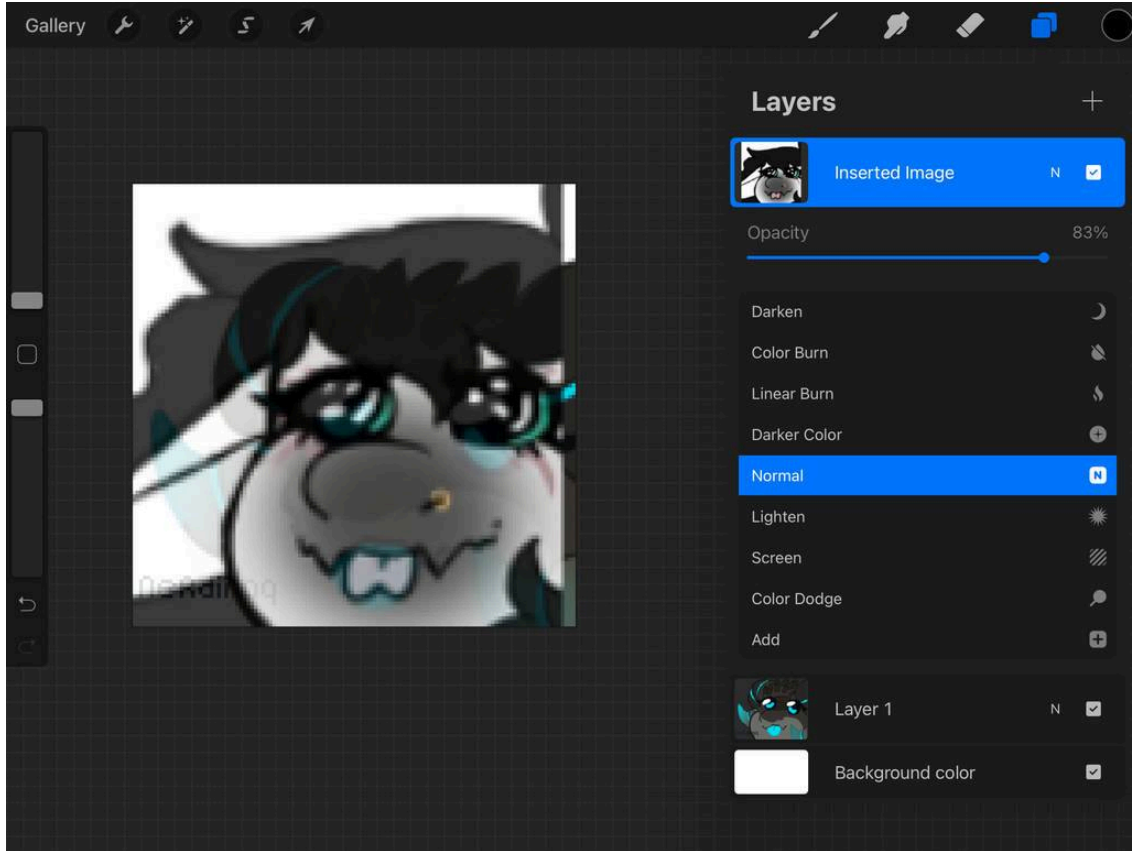 Gallery
Layers
Inserted Image N
Opacity 83%
Darken
Color Burn
Linear Burn
Darker Color
Normal N
Lighten
Screen
Color Dodge
Add
Layer 1 N
Background color